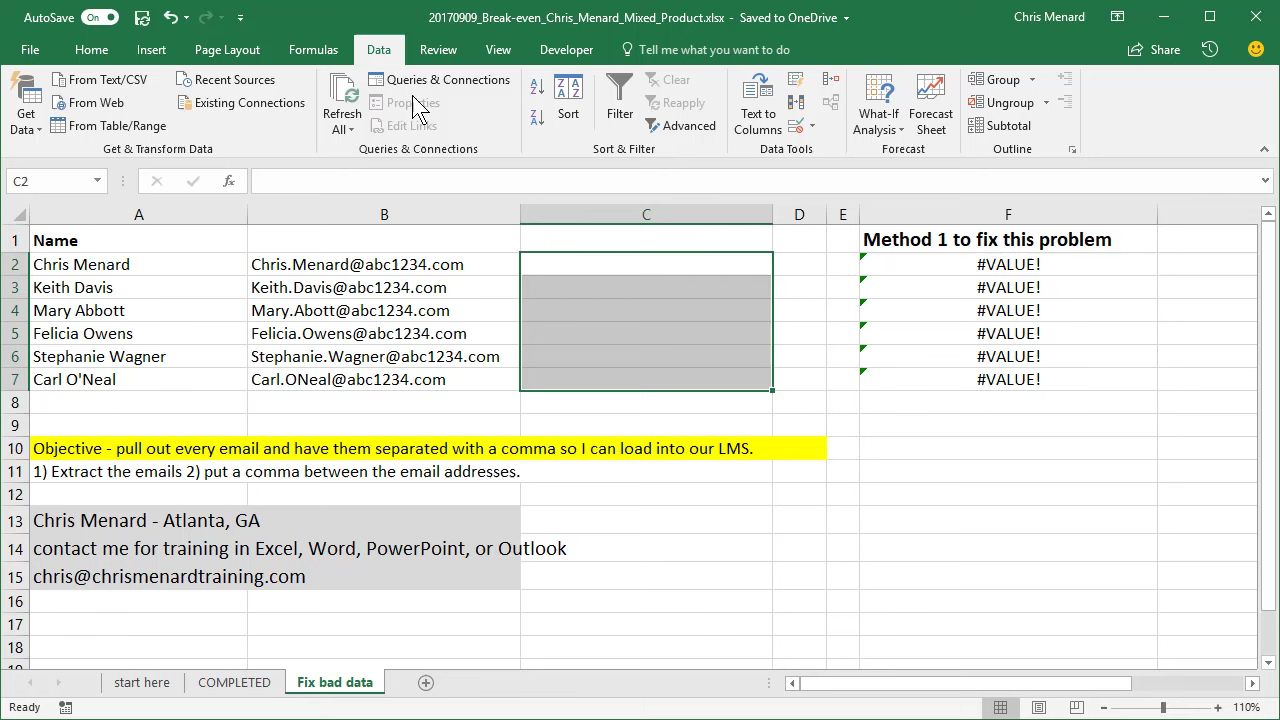 AutoSave On 20170909_Break-even_Chris_Menard_Mixed_Product.xlsx - Saved to OneDrive Chris Menard
File Home Insert Page Layout Formulas Data Review View Developer Tell me what you want to do Share
Get Data
From Text/CSV
From Web
From Table/Range
Recent Sources
Existing Connections
Get & Transform Data
Refresh All
Queries & Connections
Properties
Edit Links
Queries & Connections
Sort
Filter
Clear
Reapply
Advanced
Sort & Filter
Text to Columns
Data Tools
What-If Analysis
Forecast Sheet
Forecast
Group
Ungroup
Subtotal
Outline
C2 fx
A B C D E F
1 Name Method 1 to fix this problem
2 Chris Menard Chris.Menard@abc1234.com #VALUE!
3 Keith Davis Keith.Davis@abc1234.com #VALUE!
4 Mary Abbott Mary.Abott@abc1234.com #VALUE!
5 Felicia Owens Felicia.Owens@abc1234.com #VALUE!
6 Stephanie Wagner Stephanie.Wagner@abc1234.com #VALUE!
7 Carl O'Neal Carl.ONeal@abc1234.com #VALUE!
8
9
10 Objective - pull out every email and have them separated with a comma so I can load into our LMS.
11 1) Extract the emails 2) put a comma between the email addresses.
12
13 Chris Menard - Atlanta, GA
14 contact me for training in Excel, Word, PowerPoint, or Outlook
15 chris@chrismenardtraining.com
16
17
18
start here COMPLETED Fix bad data
Ready 110%